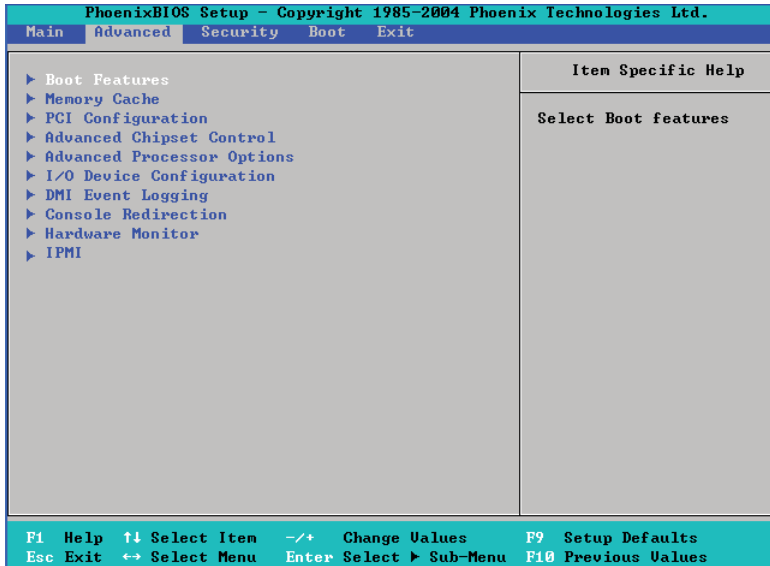 PhoenixBIOS Setup - Copyright 1985-2004 Phoenix Technologies Ltd.
Main Advanced Security Boot Exit
Item Specific Help
▶ Boot Features
▶ Memory Cache
▶ PCI Configuration
▶ Advanced Chipset Control
▶ Advanced Processor Options
▶ I/O Device Configuration
▶ DMI Event Logging
▶ Console Redirection
▶ Hardware Monitor
▶ IPMI
Select Boot features
F1 Help ↑↓ Select Item -/+ Change Values F9 Setup Defaults
Esc Exit ↔ Select Menu Enter Select ▶ Sub-Menu F10 Previous Values